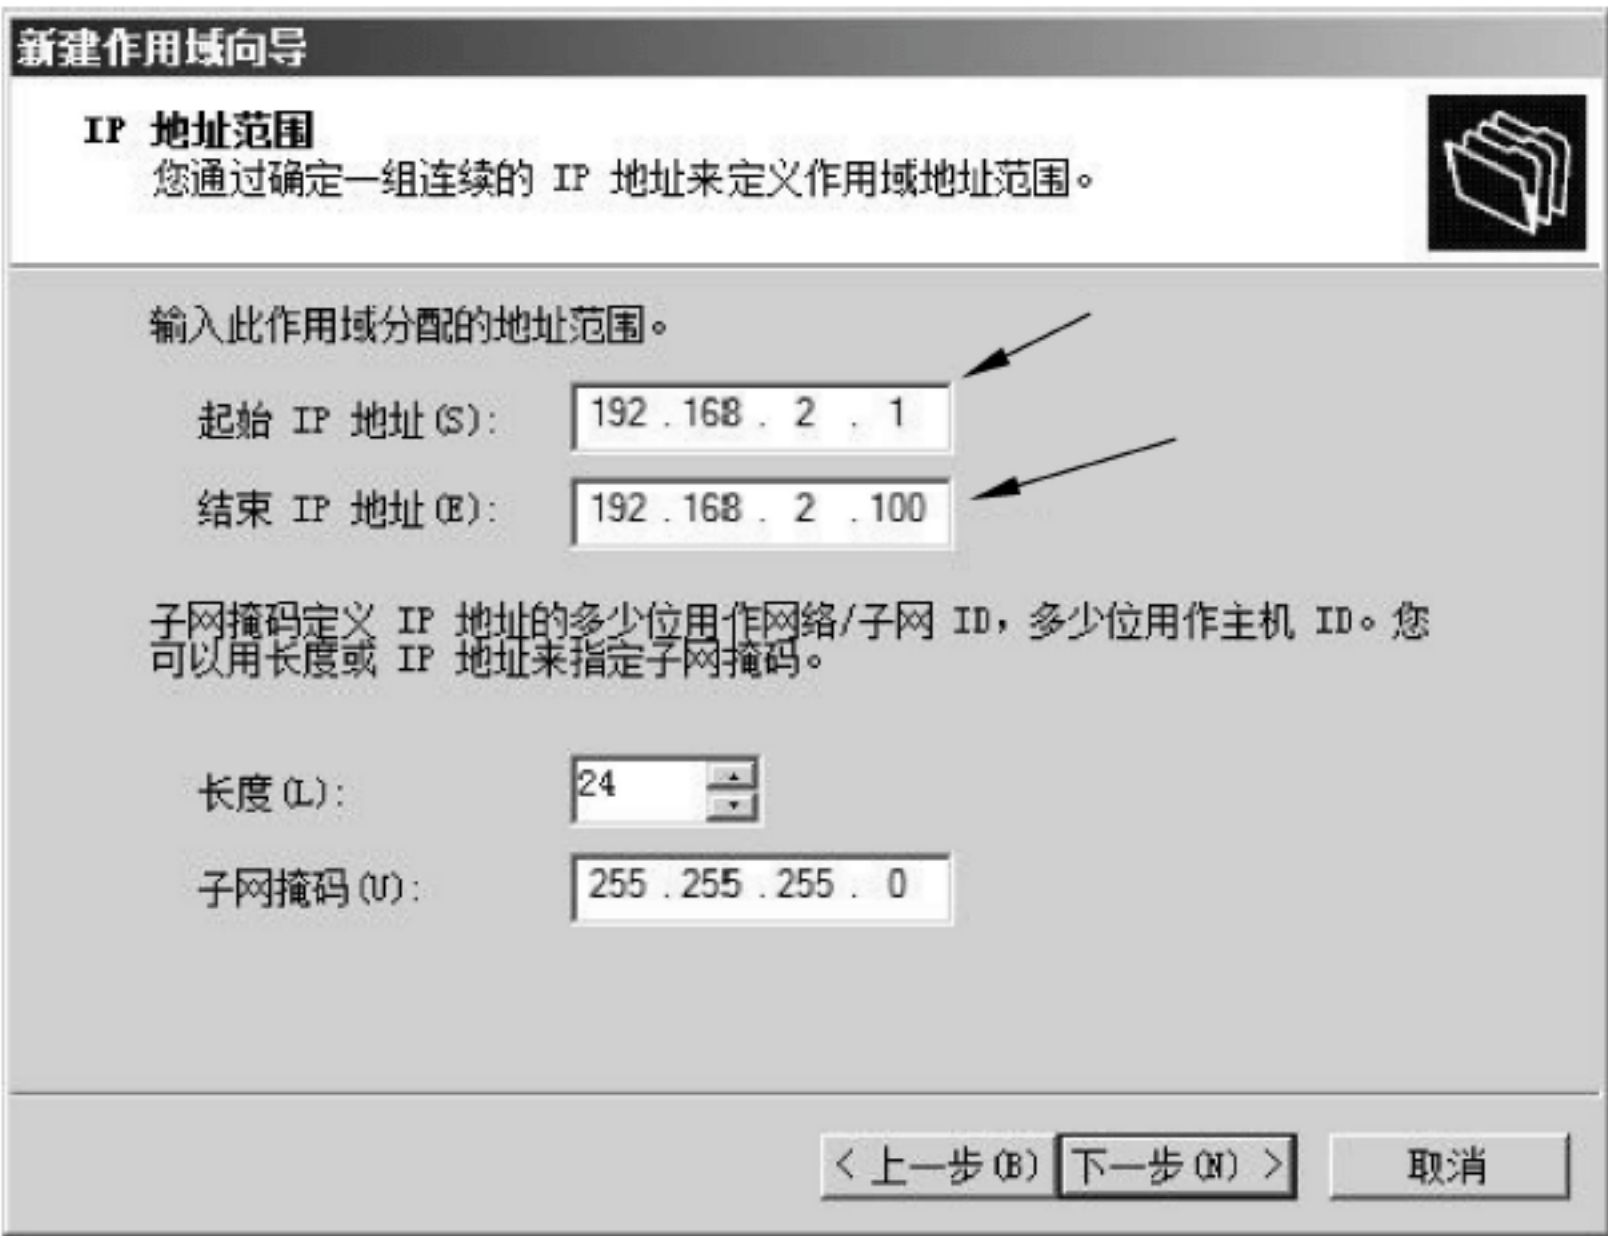 新建作用域向导
IP 地址范围
您通过确定一组连续的 IP 地址来定义作用域地址范围。
输入此作用域分配的地址范围。
起始 IP 地址(S): 192 .168 . 2 . 1
结束 IP 地址(E): 192 .168 . 2 .100
子网掩码定义 IP 地址的多少位用作网络/子网 ID，多少位用作主机 ID。您
可以用长度或 IP 地址来指定子网掩码。
长度(L): 24
子网掩码(U): 255 .255 .255 . 0
< 上一步(B) 下一步(N) > 取消